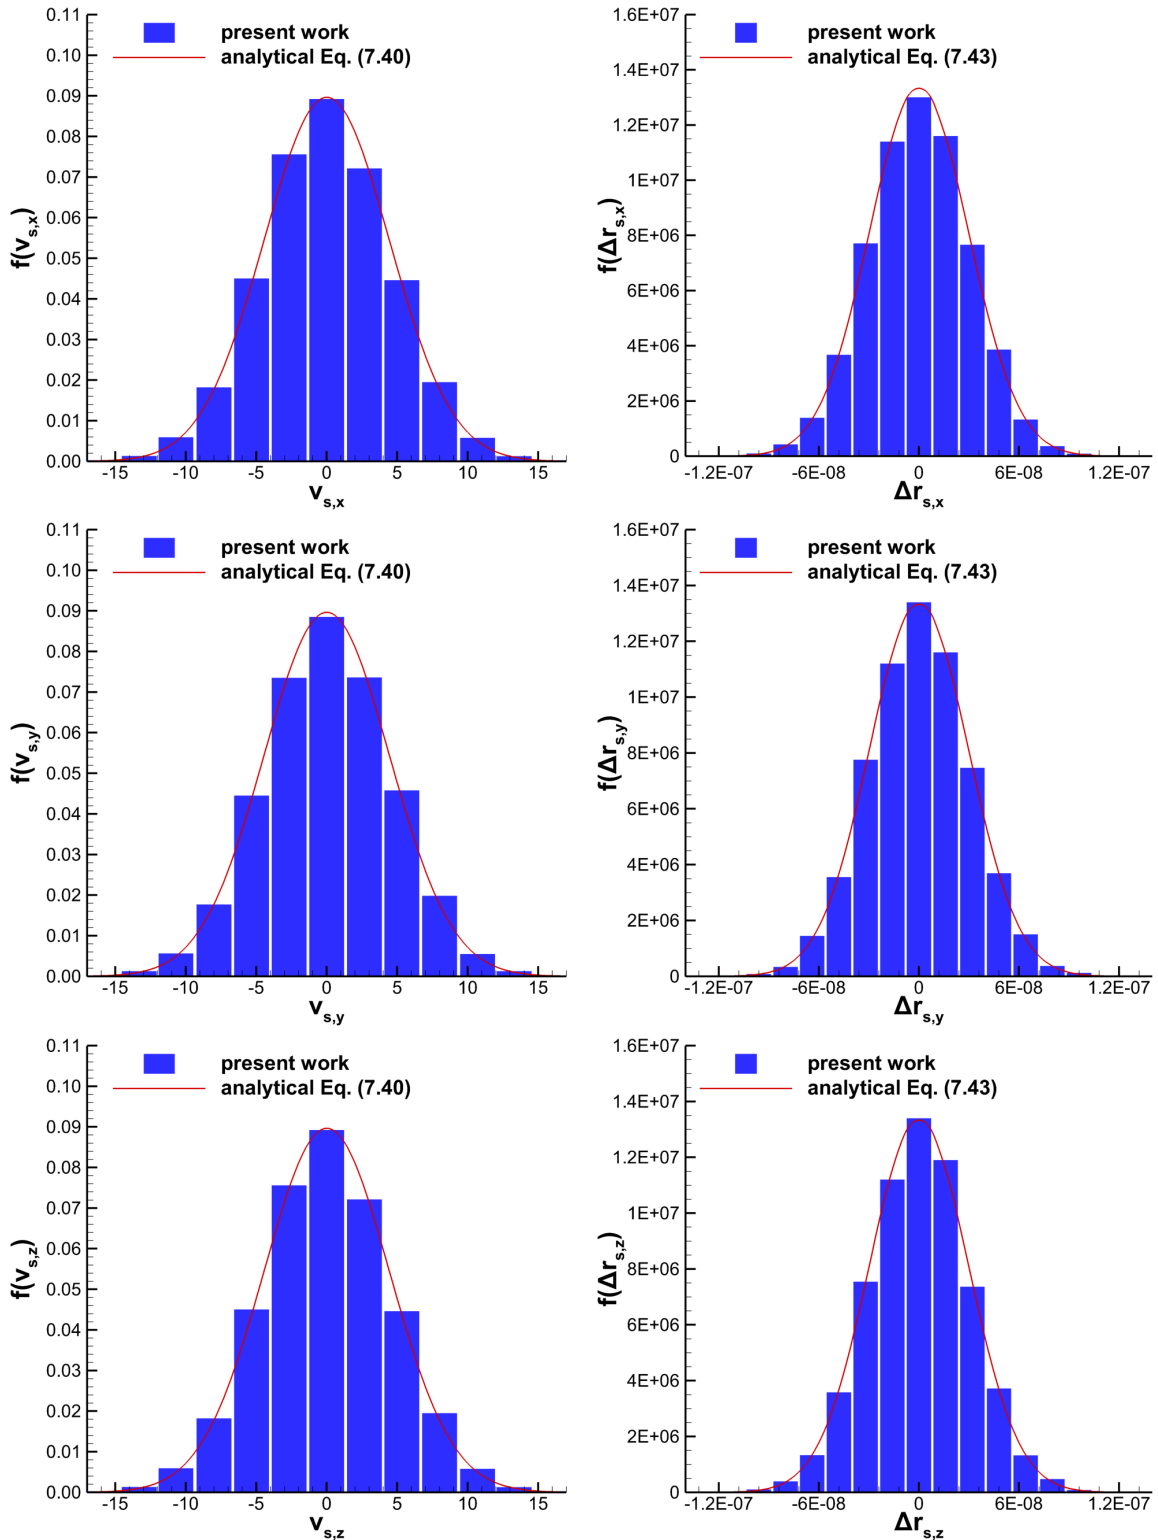 0.11
0.10
0.09
0.08
0.07
0.06
0.05
0.04
0.03
0.02
0.01
0.00
f(v_s,x)
present work
analytical Eq. (7.40)
-15 -10 -5 0 5 10 15
v_s,x
1.6E+07
1.4E+07
1.2E+07
1E+07
8E+06
6E+06
4E+06
2E+06
0
f(Δr_s,x)
present work
analytical Eq. (7.43)
-1.2E-07 -6E-08 0 6E-08 1.2E-07
Δr_s,x
0.11
0.10
0.09
0.08
0.07
0.06
0.05
0.04
0.03
0.02
0.01
0.00
f(v_s,y)
present work
analytical Eq. (7.40)
-15 -10 -5 0 5 10 15
v_s,y
1.6E+07
1.4E+07
1.2E+07
1E+07
8E+06
6E+06
4E+06
2E+06
0
f(Δr_s,y)
present work
analytical Eq. (7.43)
-1.2E-07 -6E-08 0 6E-08 1.2E-07
Δr_s,y
0.11
0.10
0.09
0.08
0.07
0.06
0.05
0.04
0.03
0.02
0.01
0.00
f(v_s,z)
present work
analytical Eq. (7.40)
-15 -10 -5 0 5 10 15
v_s,z
1.6E+07
1.4E+07
1.2E+07
1E+07
8E+06
6E+06
4E+06
2E+06
0
f(Δr_s,z)
present work
analytical Eq. (7.43)
-1.2E-07 -6E-08 0 6E-08 1.2E-07
Δr_s,z